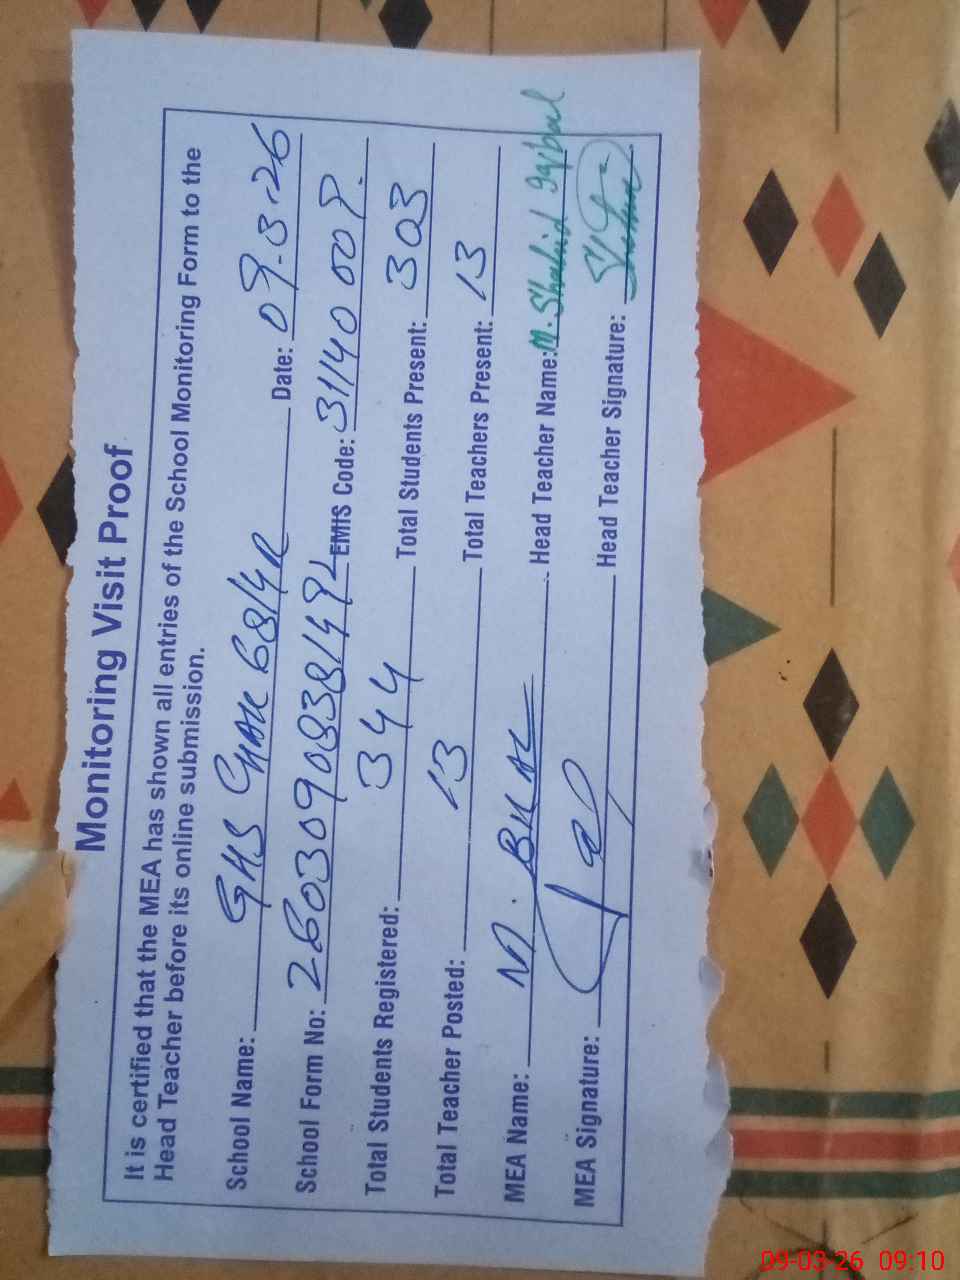 Monitoring Visit Proof
It is certified that the MEA has shown all entries of the School Monitoring Form to the
Head Teacher before its online submission.
School Name: GHS CHAK 68/4R Date: 09-3-26
School Form No: EMIS Code: 31140009
Total Students Registered: 344 Total Students Present: 303
Total Teacher Posted: 13 Total Teachers Present: 13
MEA Name: M. BILAL Head Teacher Name: M. Shahid Iqbal
MEA Signature: Head Teacher Signature:
09-03-26 09:10